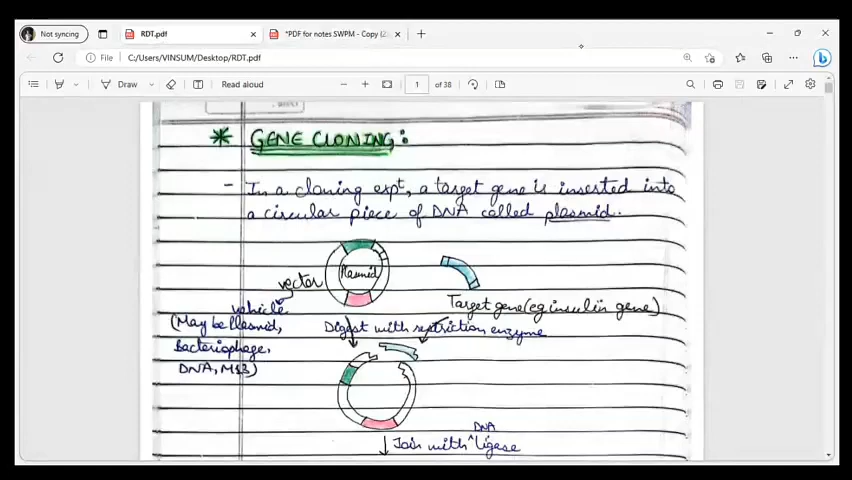 Not syncing
RDT.pdf
*PDF for notes.SWPM - Copy (2
File
C:/Users/VINSUM/Desktop/RDT.pdf
Draw
Read aloud
1 of 38
* GENE CLONING:
- In a cloning expt, a target gene is inserted into
a circular piece of DNA called plasmid.
Plasmid
vector
vehicle
(May be Plasmid,
Bacteriophage,
DNA, M13)
Target gene (eg insulin gene)
Digest with restriction enzyme
DNA
↓ Join with ^ligase